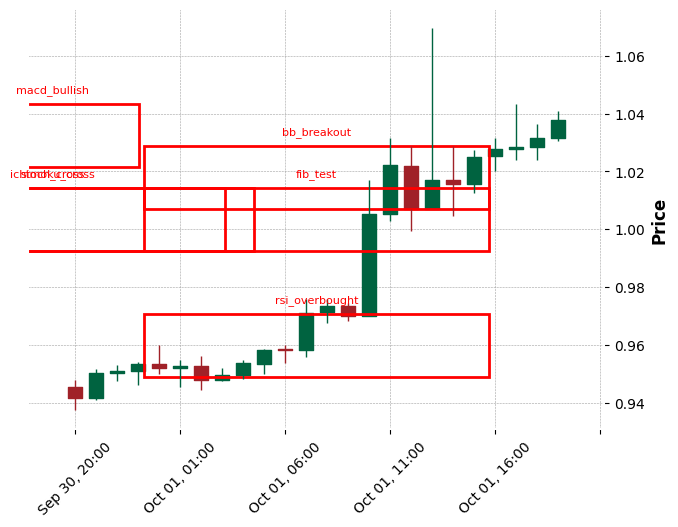 macd_bullish
bb_breakout
fib_test
rsi_overbought
1.06
1.04
1.02
1.00
0.98
0.96
0.94
Price
Sep 30, 20:00
Oct 01, 01:00
Oct 01, 06:00
Oct 01, 11:00
Oct 01, 16:00